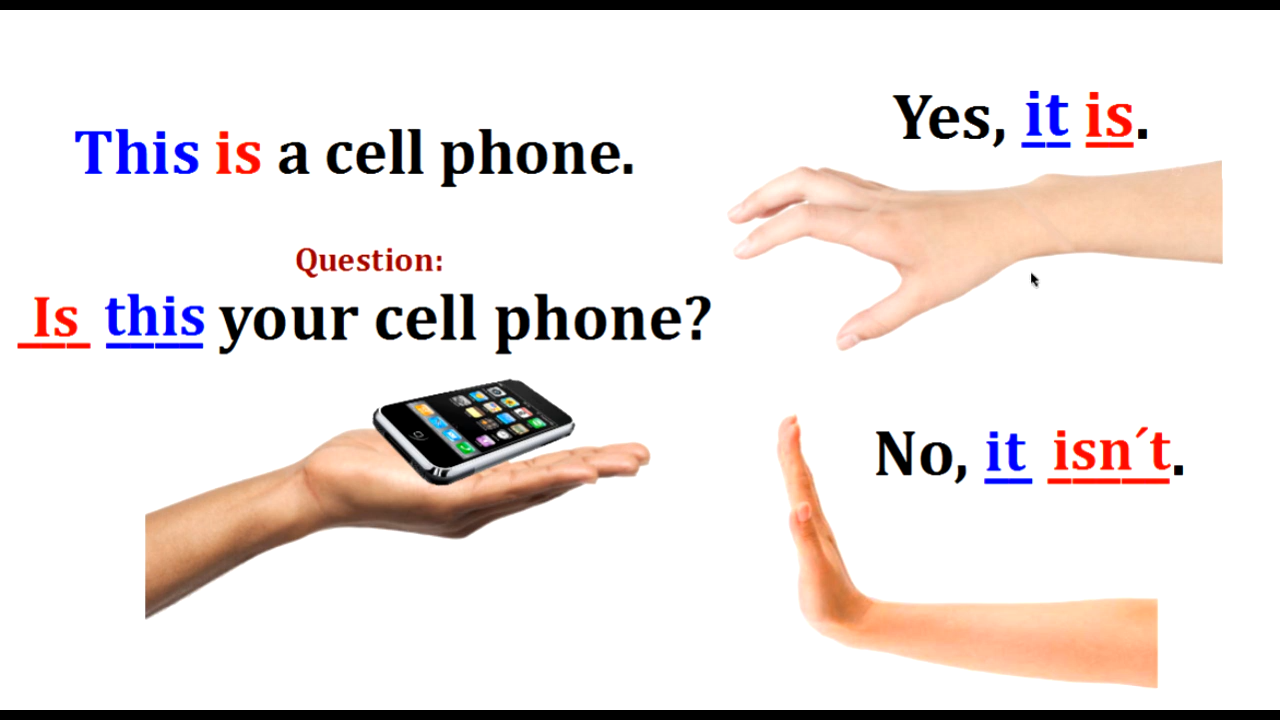 This is a cell phone.
Question:
Is this your cell phone?
Yes, it is.
No, it isn´t.